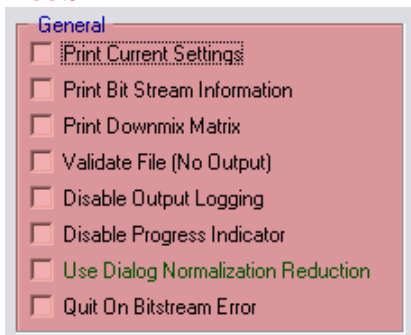 General
Print Current Settings
Print Bit Stream Information
Print Downmix Matrix
Validate File (No Output)
Disable Output Logging
Disable Progress Indicator
Use Dialog Normalization Reduction
Quit On Bitstream Error